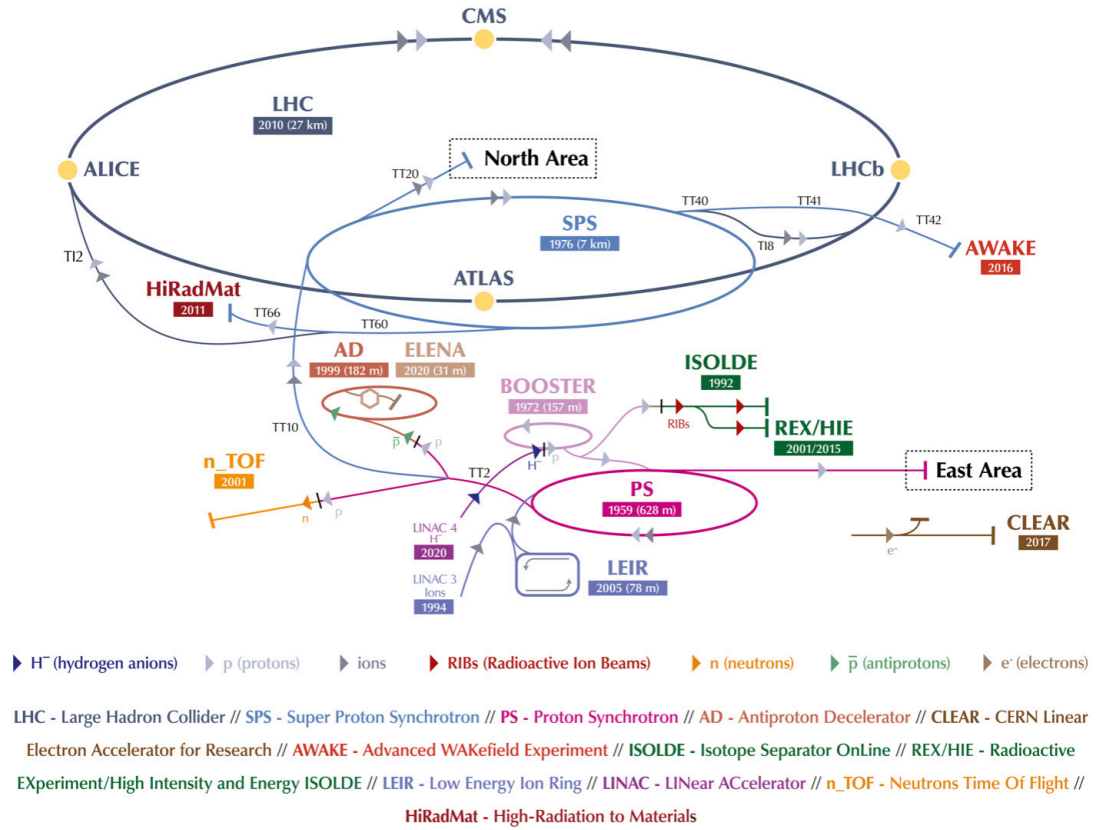 CMS
LHC
2010 (27 km)
North Area
TT20
ALICE
LHCb
TT40
TT41
SPS
TT42
1976 (7 km)
TI8
TI2
AWAKE
2016
ATLAS
HiRadMat
2011
TT66
TT60
AD
ELENA
1999 (182 m)
2020 (31 m)
ISOLDE
1992
BOOSTER
1972 (157 m)
RIBs
REX/HIE
2001/2015
TT10
p̅
p
H⁻
p
n_TOF
2001
TT2
East Area
PS
1959 (628 m)
n
p
LINAC 4
H⁻
2020
CLEAR
2017
e⁻
LEIR
2005 (78 m)
LINAC 3
Ions
1994
H⁻ (hydrogen anions) p (protons) ions RIBs (Radioactive Ion Beams) n (neutrons) p̅ (antiprotons) e⁻ (electrons)
LHC - Large Hadron Collider // SPS - Super Proton Synchrotron // PS - Proton Synchrotron // AD - Antiproton Decelerator // CLEAR - CERN Linear
Electron Accelerator for Research // AWAKE - Advanced WAKefield Experiment // ISOLDE - Isotope Separator OnLine // REX/HIE - Radioactive
EXperiment/High Intensity and Energy ISOLDE // LEIR - Low Energy Ion Ring // LINAC - LINear ACcelerator // n_TOF - Neutrons Time Of Flight //
HiRadMat - High-Radiation to Materials